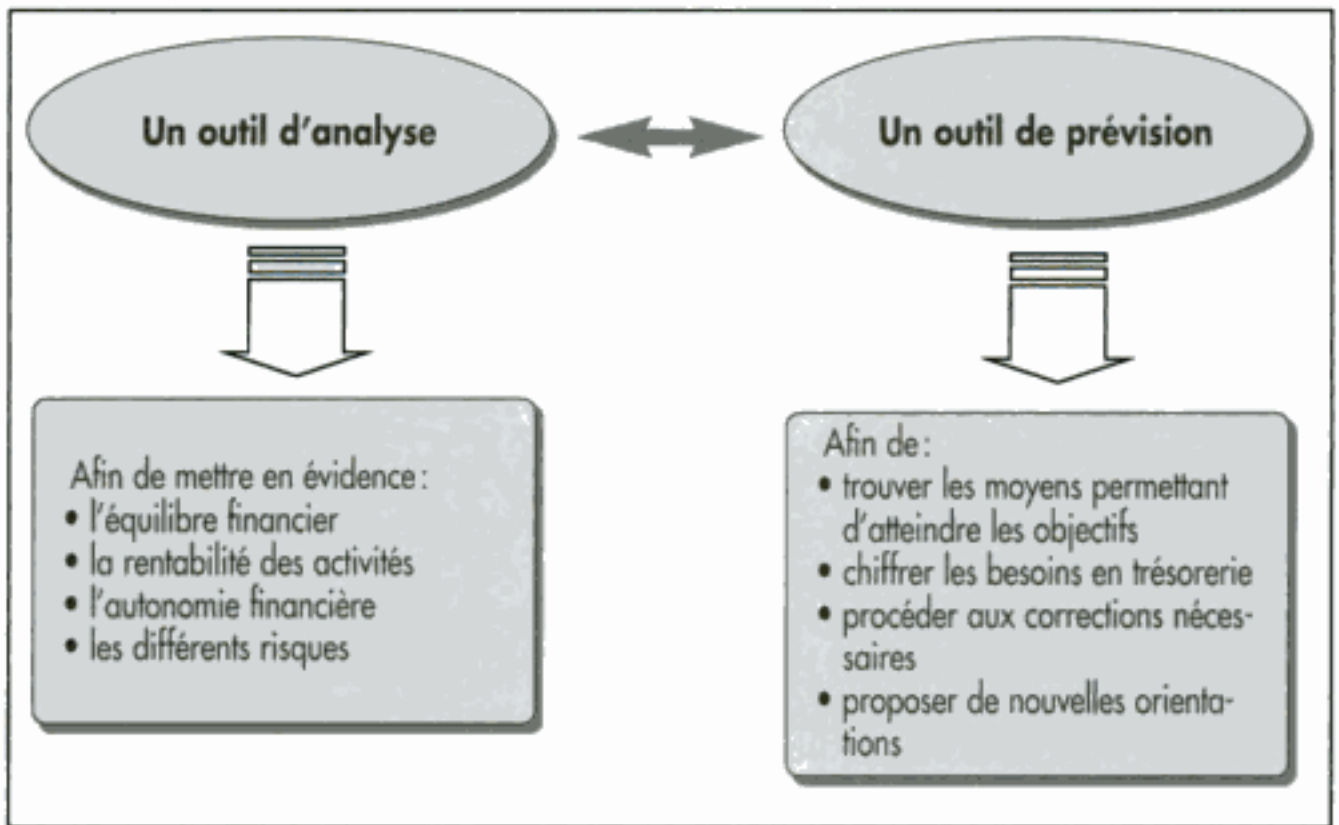 Un outil d'analyse
Un outil de prévision
Afin de mettre en évidence :
• l'équilibre financier
• la rentabilité des activités
• l'autonomie financière
• les différents risques
Afin de :
• trouver les moyens permettant
d'atteindre les objectifs
• chiffrer les besoins en trésorerie
• procéder aux corrections néces-
saires
• proposer de nouvelles orienta-
tions